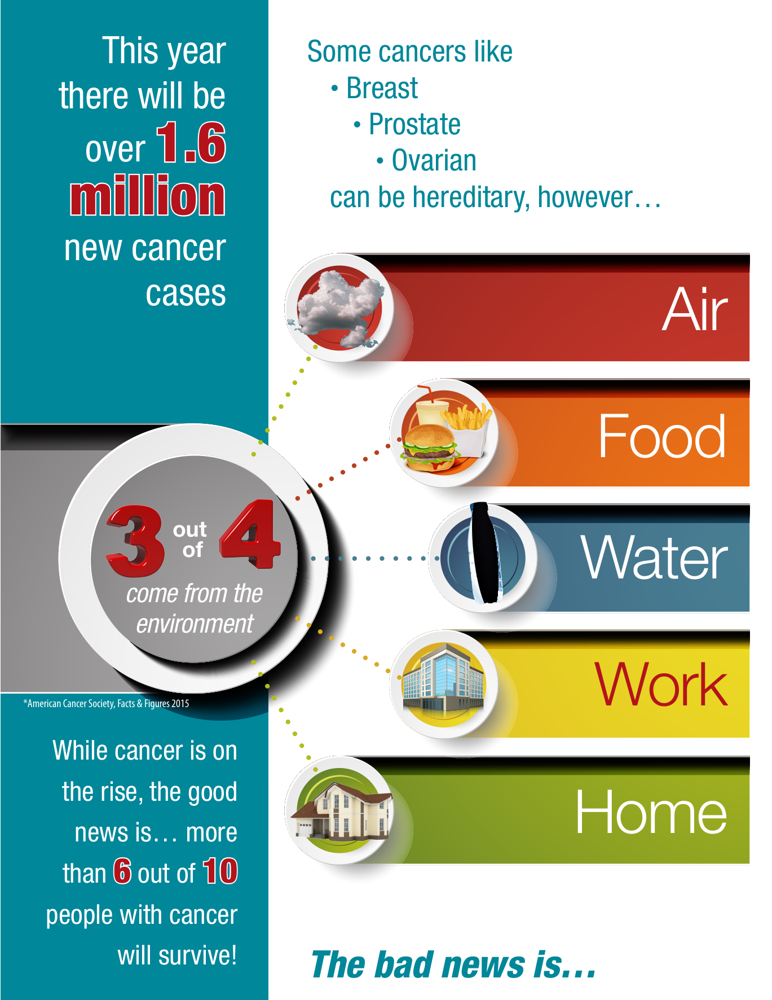 This year
there will be
over 1.6
million
new cancer
cases
Some cancers like
• Breast
• Prostate
• Ovarian
can be hereditary, however…
Air
Food
Water
Work
Home
3 out of 4
come from the
environment
*American Cancer Society, Facts & Figures 2015
While cancer is on
the rise, the good
news is… more
than 6 out of 10
people with cancer
will survive!
The bad news is…